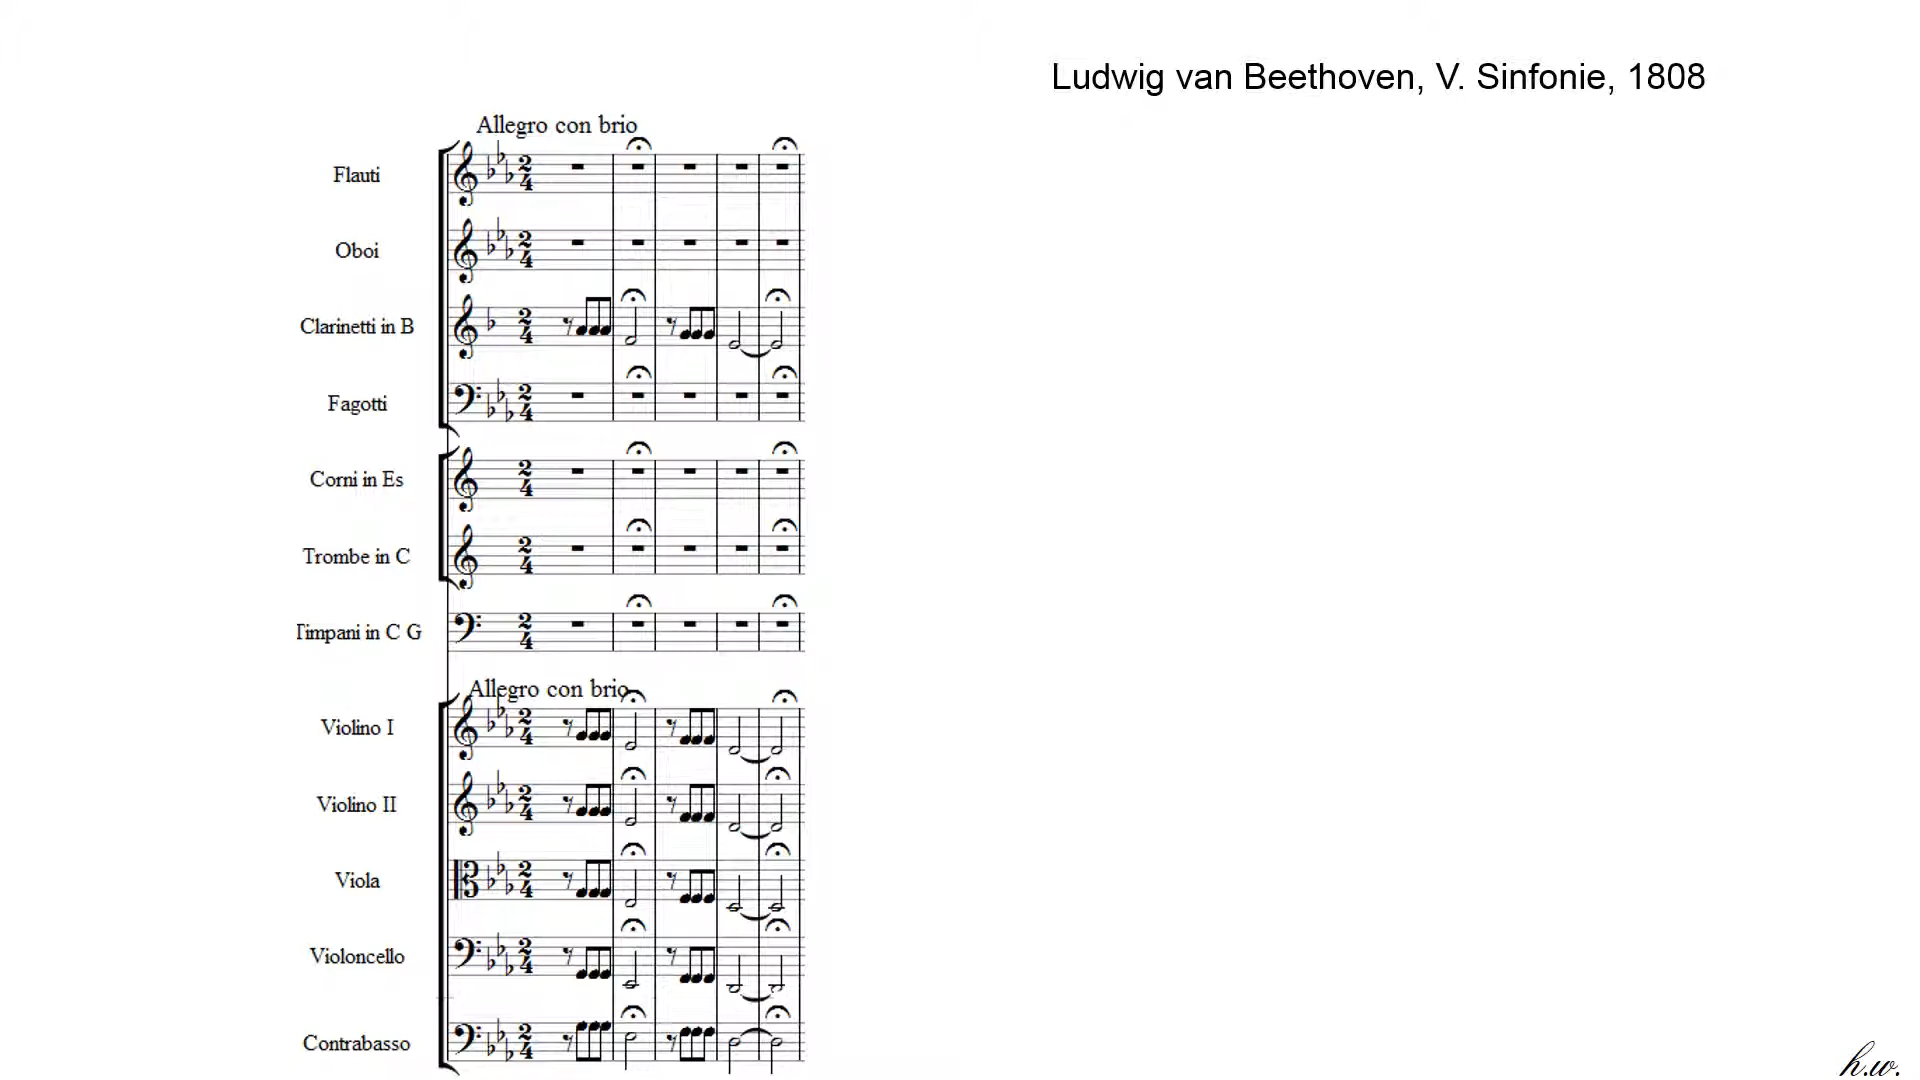 Ludwig van Beethoven, V. Sinfonie, 1808
Allegro con brio
Flauti
Oboi
Clarinetti in B
Fagotti
Corni in Es
Trombe in C
Timpani in C G
Allegro con brio
Violino I
Violino II
Viola
Violoncello
Contrabasso
h.w.